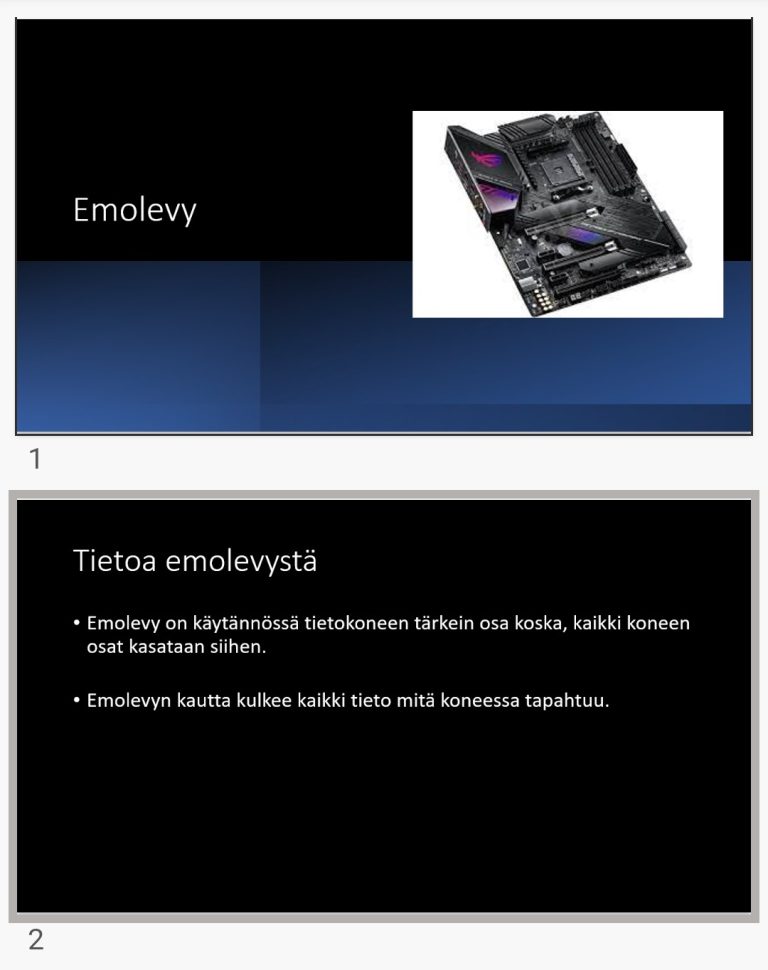 Emolevy
1
Tietoa emolevystä
• Emolevy on käytännössä tietokoneen tärkein osa koska, kaikki koneen
osat kasataan siihen.
• Emolevyn kautta kulkee kaikki tieto mitä koneessa tapahtuu.
2